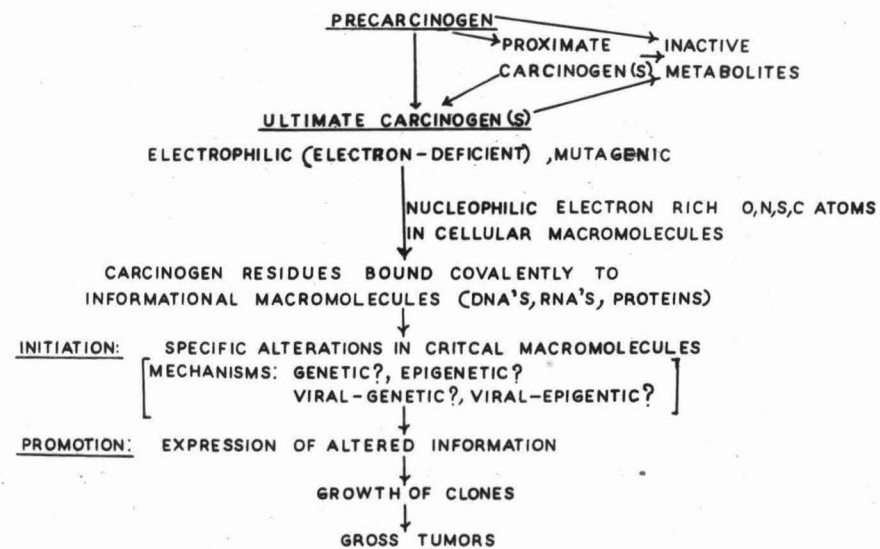 PRECARCINOGEN
PROXIMATE INACTIVE
CARCINOGEN(S) METABOLITES
ULTIMATE CARCINOGEN(S)
ELECTROPHILIC (ELECTRON-DEFICIENT) ,MUTAGENIC
NUCLEOPHILIC ELECTRON RICH O,N,S,C ATOMS
IN CELLULAR MACROMOLECULES
CARCINOGEN RESIDUES BOUND COVALENTLY TO
INFORMATIONAL MACROMOLECULES (DNA'S,RNA'S, PROTEINS)
INITIATION: SPECIFIC ALTERATIONS IN CRITCAL MACROMOLECULES
[MECHANISMS: GENETIC?, EPIGENETIC?
VIRAL-GENETIC?, VIRAL-EPIGENTIC?]
PROMOTION: EXPRESSION OF ALTERED INFORMATION
GROWTH OF CLONES
GROSS TUMORS